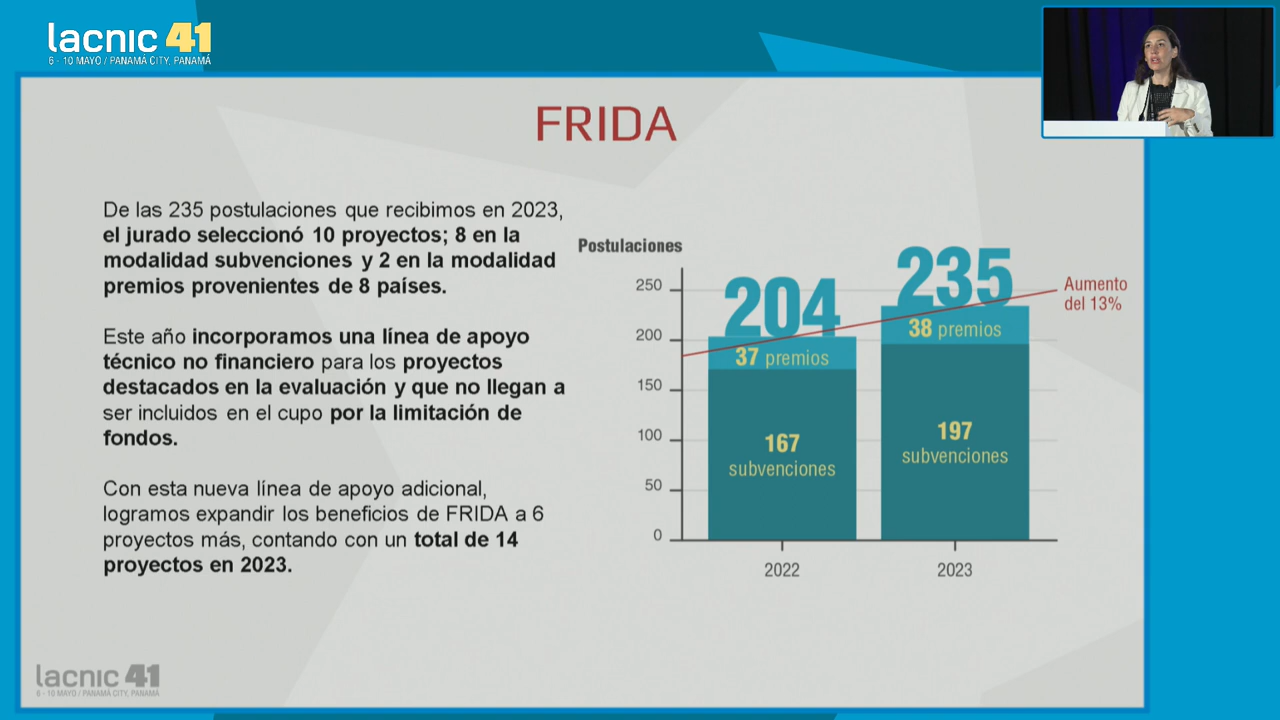 lacnic 41
6 - 10 MAYO / PANAMÁ CITY, PANAMÁ
FRIDA
De las 235 postulaciones que recibimos en 2023,
el jurado seleccionó 10 proyectos; 8 en la
modalidad subvenciones y 2 en la modalidad
premios provenientes de 8 países.
Este año incorporamos una línea de apoyo
técnico no financiero para los proyectos
destacados en la evaluación y que no llegan a
ser incluidos en el cupo por la limitación de
fondos.
Con esta nueva línea de apoyo adicional,
logramos expandir los beneficios de FRIDA a 6
proyectos más, contando con un total de 14
proyectos en 2023.
Postulaciones
250
200
150
100
50
0
204
37 premios
167
subvenciones
2022
235
38 premios
197
subvenciones
2023
Aumento
del 13%
lacnic 41
6 - 10 MAYO / PANAMÁ CITY, PANAMÁ